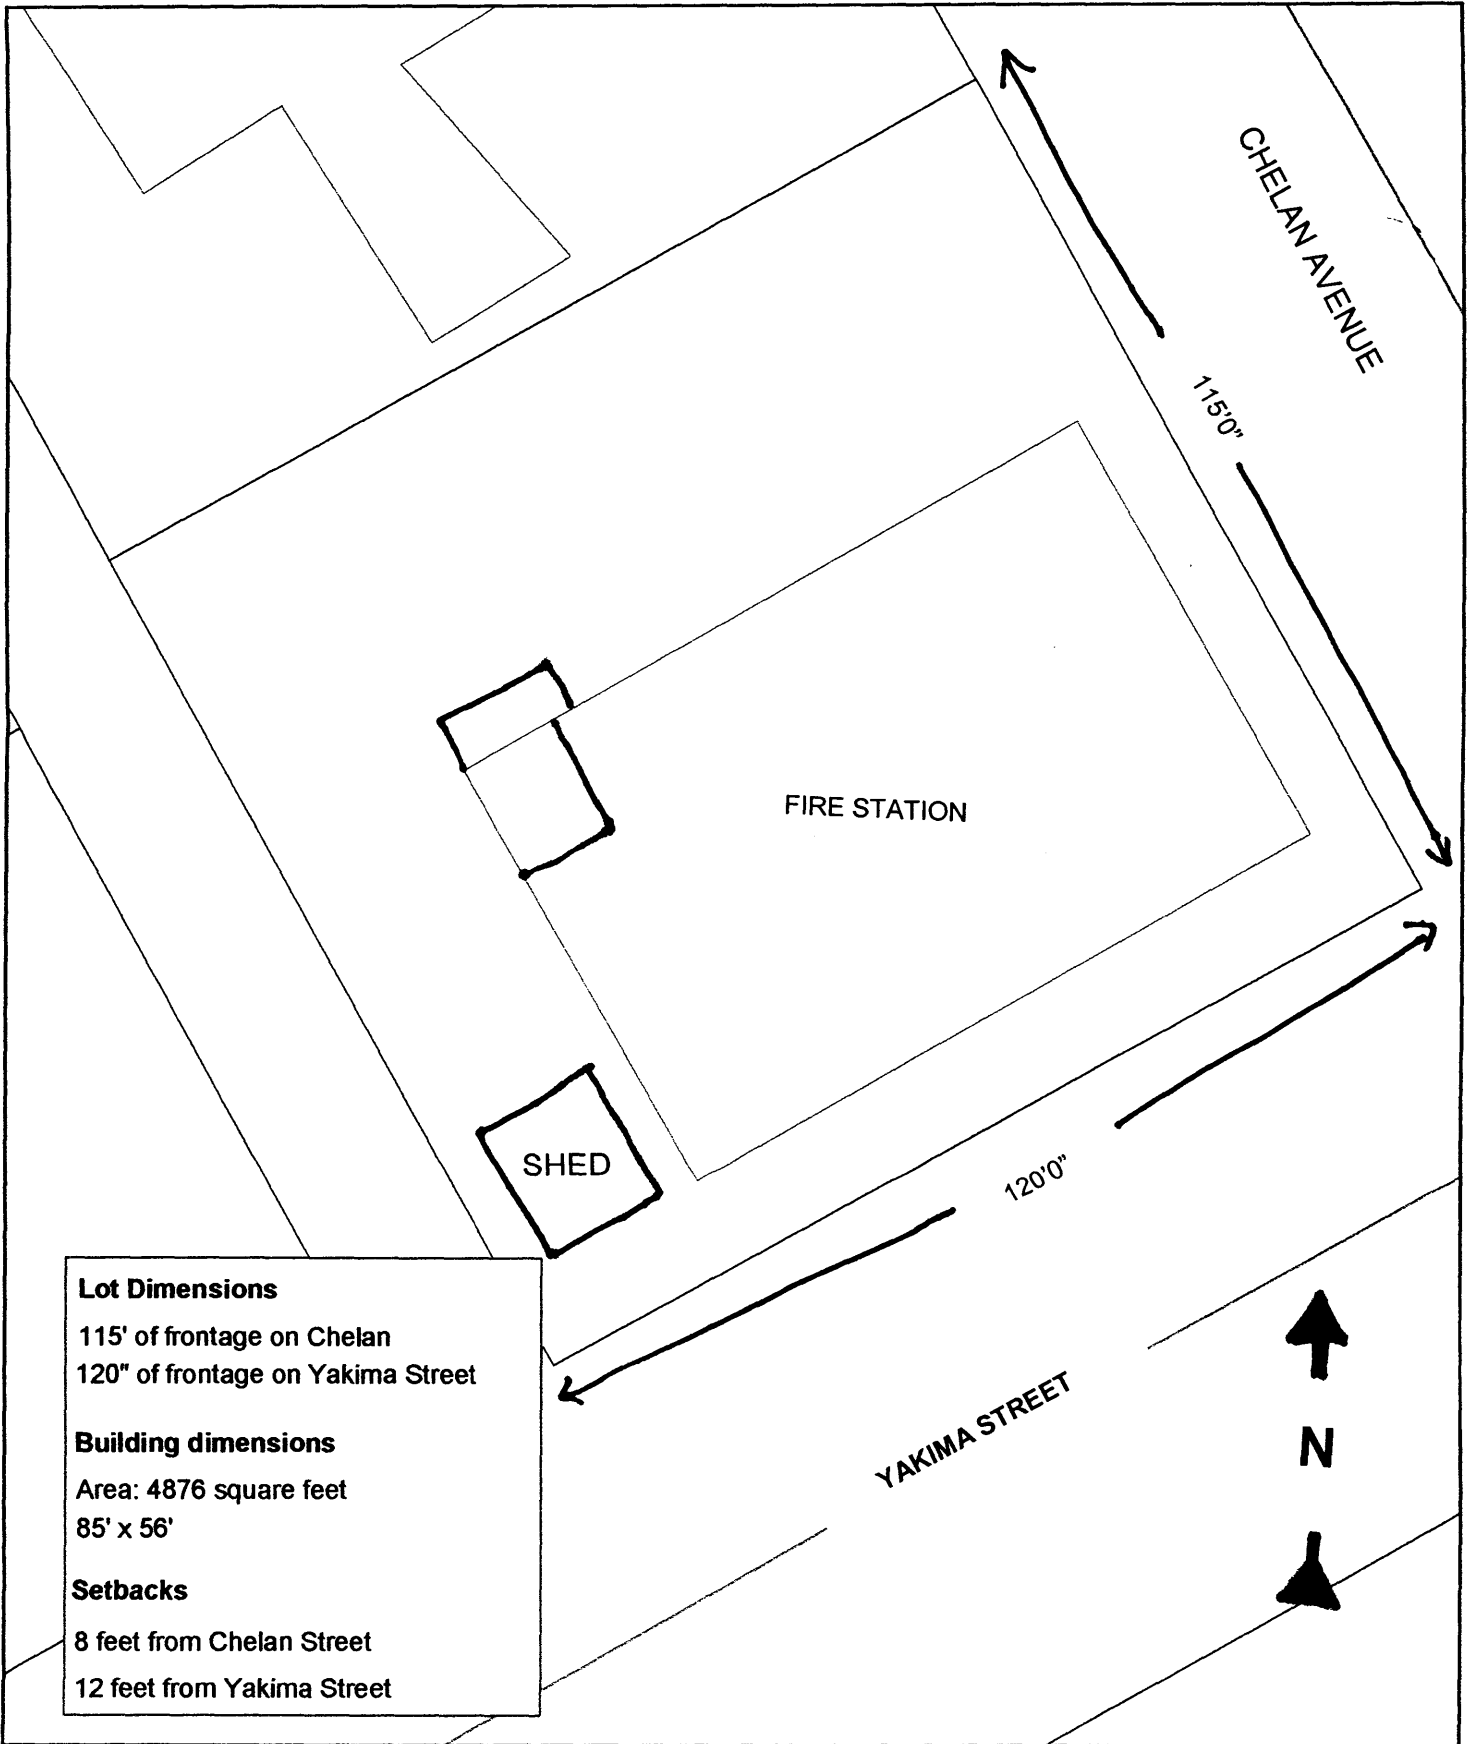 CHELAN AVENUE
115'0"
FIRE STATION
SHED
120'0"
YAKIMA STREET
N
Lot Dimensions
115' of frontage on Chelan
120" of frontage on Yakima Street
Building dimensions
Area: 4876 square feet
85' x 56'
Setbacks
8 feet from Chelan Street
12 feet from Yakima Street